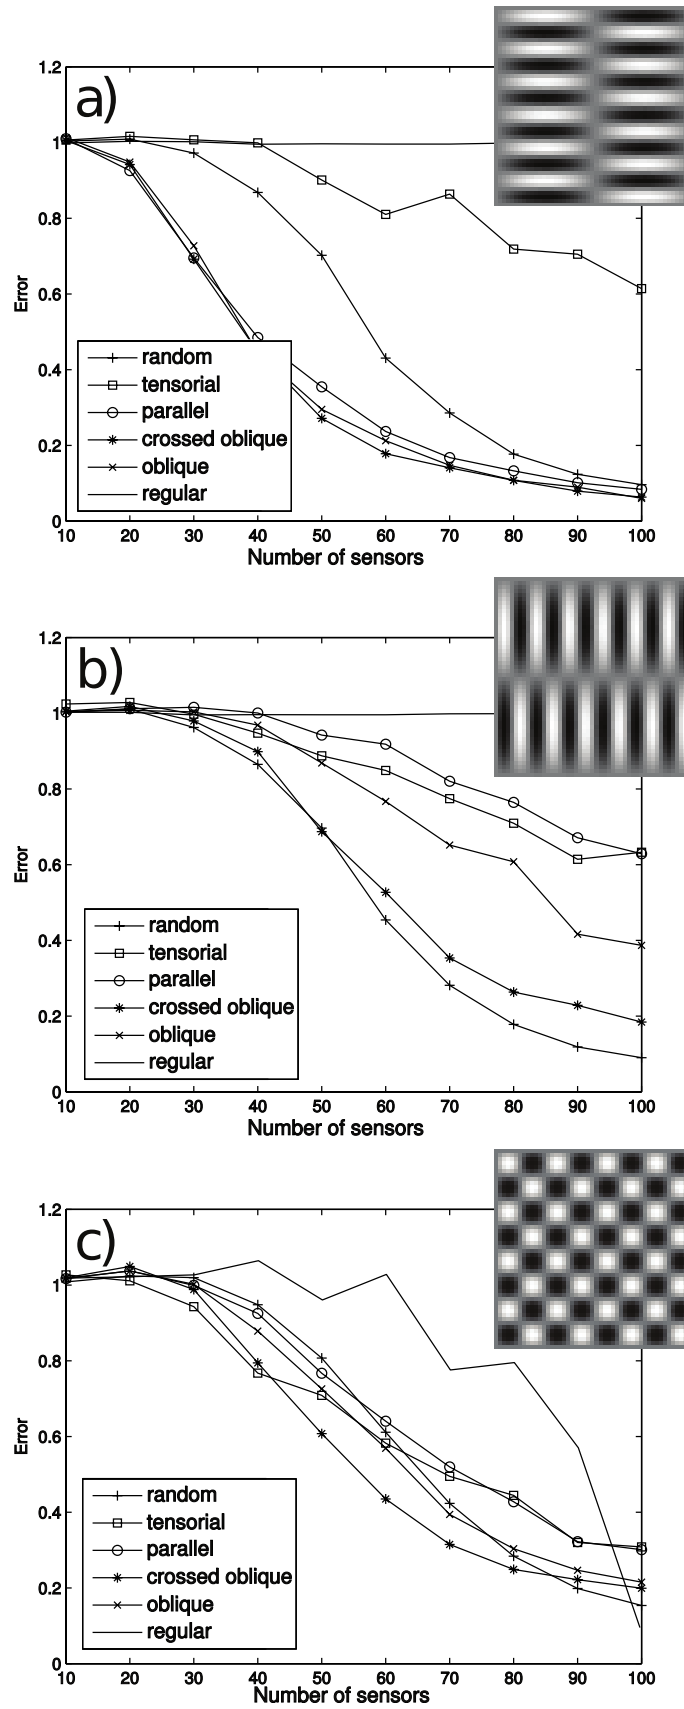 a)
1.2
1
0.8
0.6
0.4
0.2
0
Error
random
tensorial
parallel
crossed oblique
oblique
regular
10 20 30 40 50 60 70 80 90 100
Number of sensors
b)
1.2
1
0.8
0.6
0.4
0.2
0
Error
random
tensorial
parallel
crossed oblique
oblique
regular
10 20 30 40 50 60 70 80 90 100
Number of sensors
c)
1.2
1
0.8
0.6
0.4
0.2
0
Error
random
tensorial
parallel
crossed oblique
oblique
regular
10 20 30 40 50 60 70 80 90 100
Number of sensors